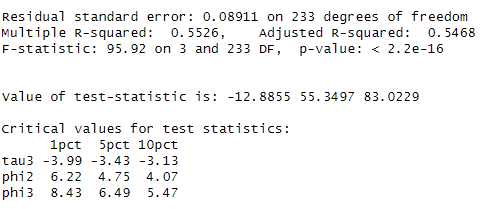 Residual standard error: 0.08911 on 233 degrees of freedom
Multiple R-squared:  0.5526,    Adjusted R-squared:  0.5468
F-statistic: 95.92 on 3 and 233 DF,  p-value: < 2.2e-16
Value of test-statistic is: -12.8855 55.3497 83.0229
Critical values for test statistics:
      1pct  5pct 10pct
tau3 -3.99 -3.43 -3.13
phi2  6.22  4.75  4.07
phi3  8.43  6.49  5.47